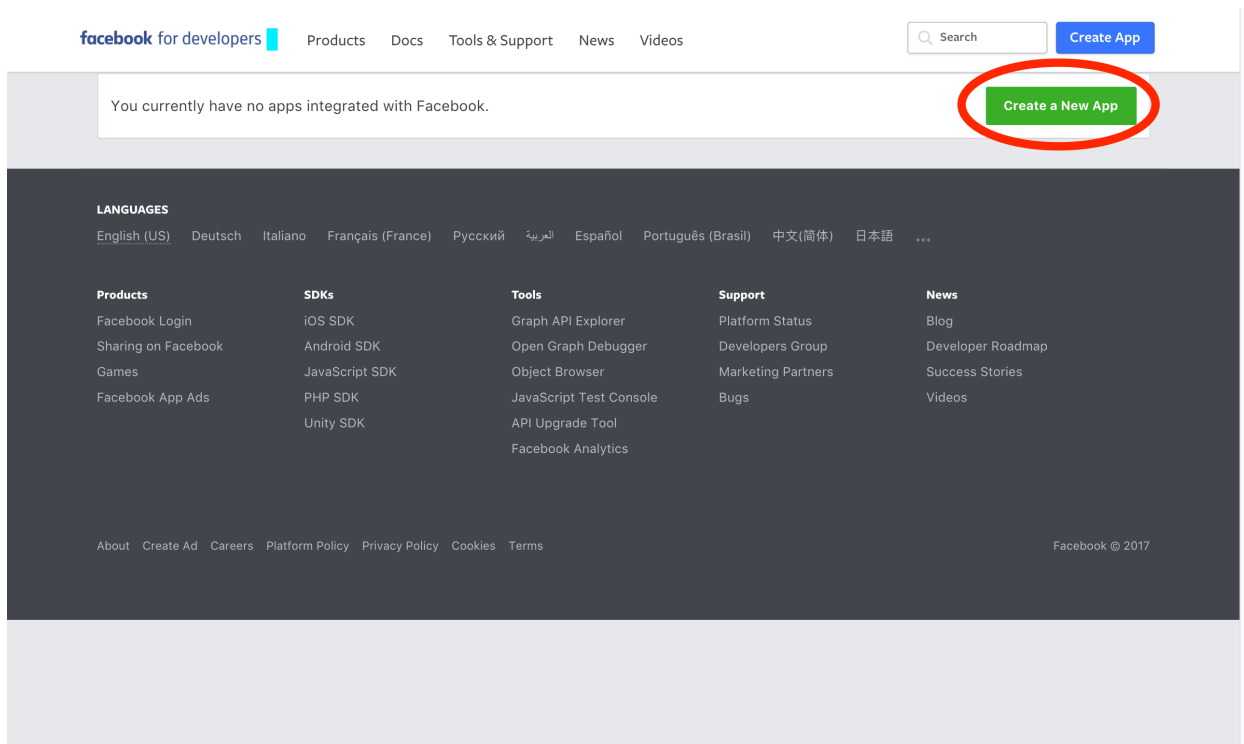 facebook for developers Products Docs Tools & Support News Videos Search Create App
You currently have no apps integrated with Facebook. Create a New App
LANGUAGES
English (US) Deutsch Italiano Français (France) Русский العربية Español Português (Brasil) 中文(简体) 日本語 ...
Products SDKs Tools Support News
Facebook Login iOS SDK Graph API Explorer Platform Status Blog
Sharing on Facebook Android SDK Open Graph Debugger Developers Group Developer Roadmap
Games JavaScript SDK Object Browser Marketing Partners Success Stories
Facebook App Ads PHP SDK JavaScript Test Console Bugs Videos
Unity SDK API Upgrade Tool
Facebook Analytics
About Create Ad Careers Platform Policy Privacy Policy Cookies Terms Facebook © 2017